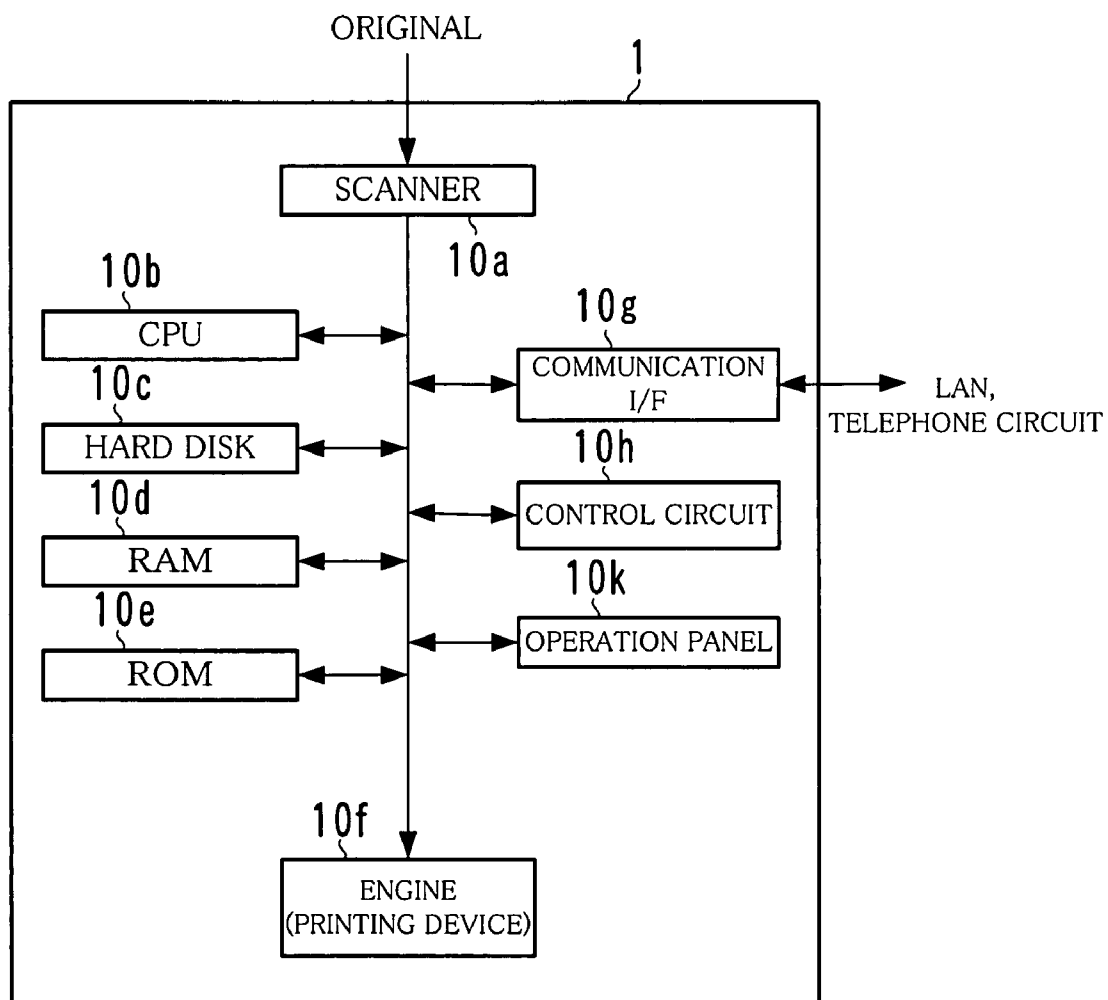 ORIGINAL
1
SCANNER
10a
10b
CPU
10g
COMMUNICATION
I/F
LAN,
TELEPHONE CIRCUIT
10c
HARD DISK
10h
CONTROL CIRCUIT
10d
RAM
10k
OPERATION PANEL
10e
ROM
10f
ENGINE
(PRINTING DEVICE)